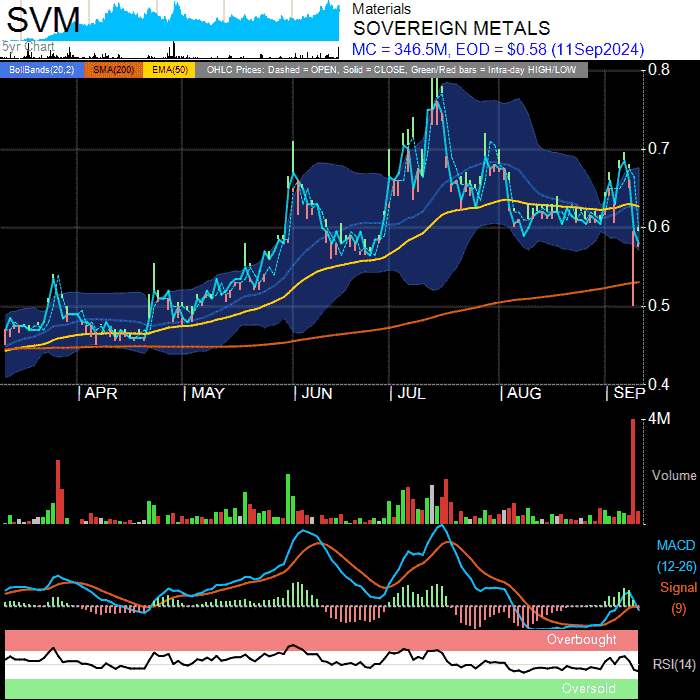 SVM
5yr Chart
Materials
SOVEREIGN METALS
MC = 346.5M, EOD = $0.58 (11Sep2024)
BollBands(20,2) SMA(200) EMA(50) OHLC Prices: Dashed = OPEN, Solid = CLOSE, Green/Red bars = Intra-day HIGH/LOW
0.8
0.7
0.6
0.5
0.4
APR MAY JUN JUL AUG SEP
4M
Volume
MACD
(12-26)
Signal
(9)
Overbought
RSI(14)
Oversold